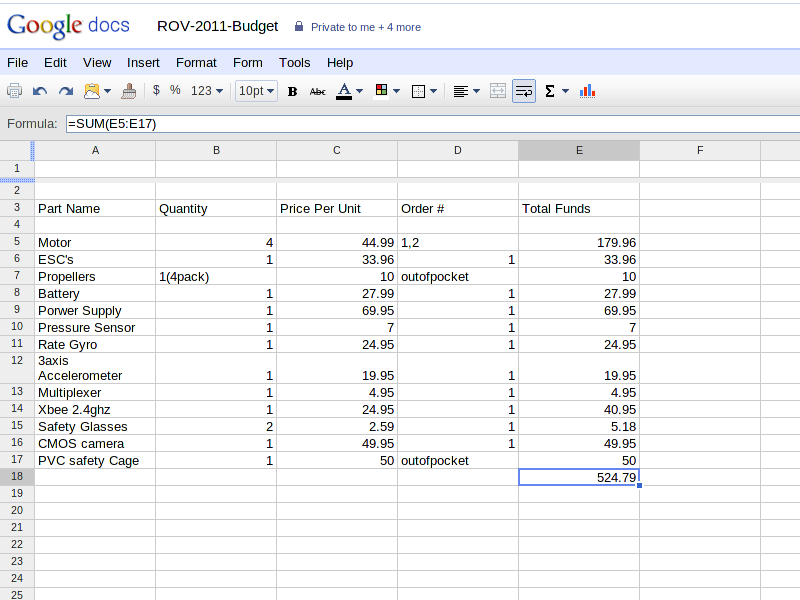 Google docs ROV-2011-Budget Private to me + 4 more
File Edit View Insert Format Form Tools Help
$ % 123 10pt B Abc A Σ
Formula: =SUM(E5:E17)
A B C D E F
1
2
3 Part Name Quantity Price Per Unit Order # Total Funds
4
5 Motor 4 44.99 1,2 179.96
6 ESC's 1 33.96 1 33.96
7 Propellers 1(4pack) 10 outofpocket 10
8 Battery 1 27.99 1 27.99
9 Porwer Supply 1 69.95 1 69.95
10 Pressure Sensor 1 7 1 7
11 Rate Gyro 1 24.95 1 24.95
12 3axis
Accelerometer 1 19.95 1 19.95
13 Multiplexer 1 4.95 1 4.95
14 Xbee 2.4ghz 1 24.95 1 40.95
15 Safety Glasses 2 2.59 1 5.18
16 CMOS camera 1 49.95 1 49.95
17 PVC safety Cage 1 50 outofpocket 50
18 524.79
19
20
21
22
23
24
25